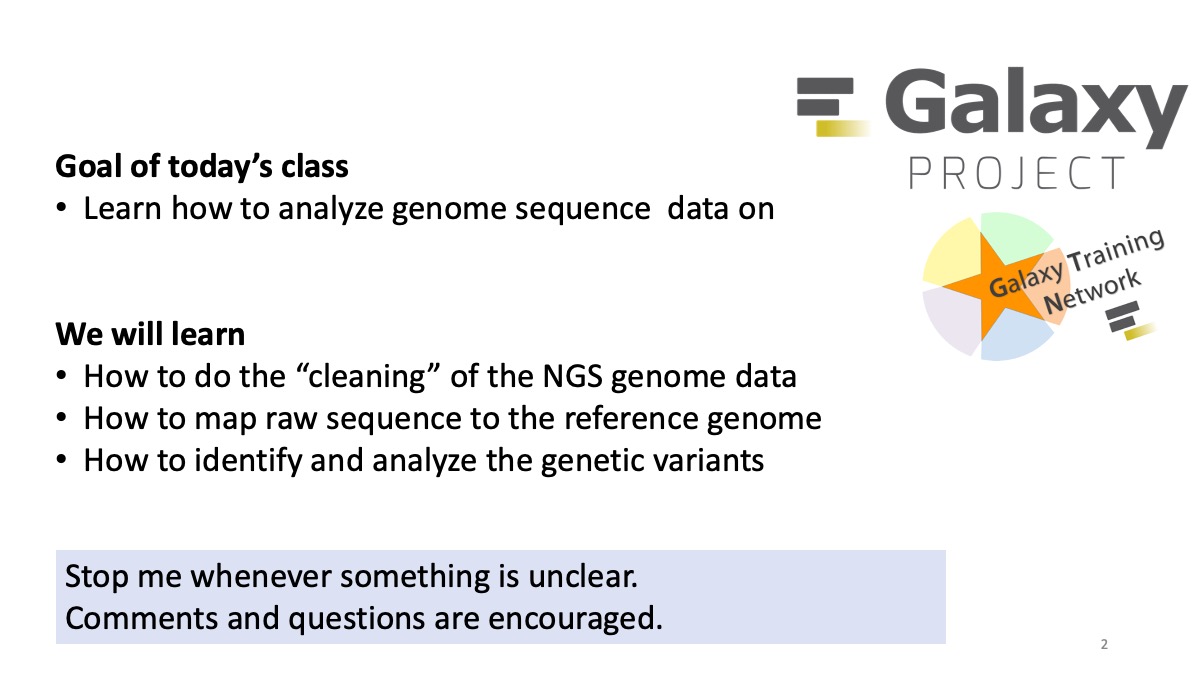 Galaxy
PROJECT
Goal of today’s class
• Learn how to analyze genome sequence  data on
Galaxy Training
Network
We will learn
• How to do the “cleaning” of the NGS genome data
• How to map raw sequence to the reference genome
• How to identify and analyze the genetic variants
Stop me whenever something is unclear.
Comments and questions are encouraged.
2